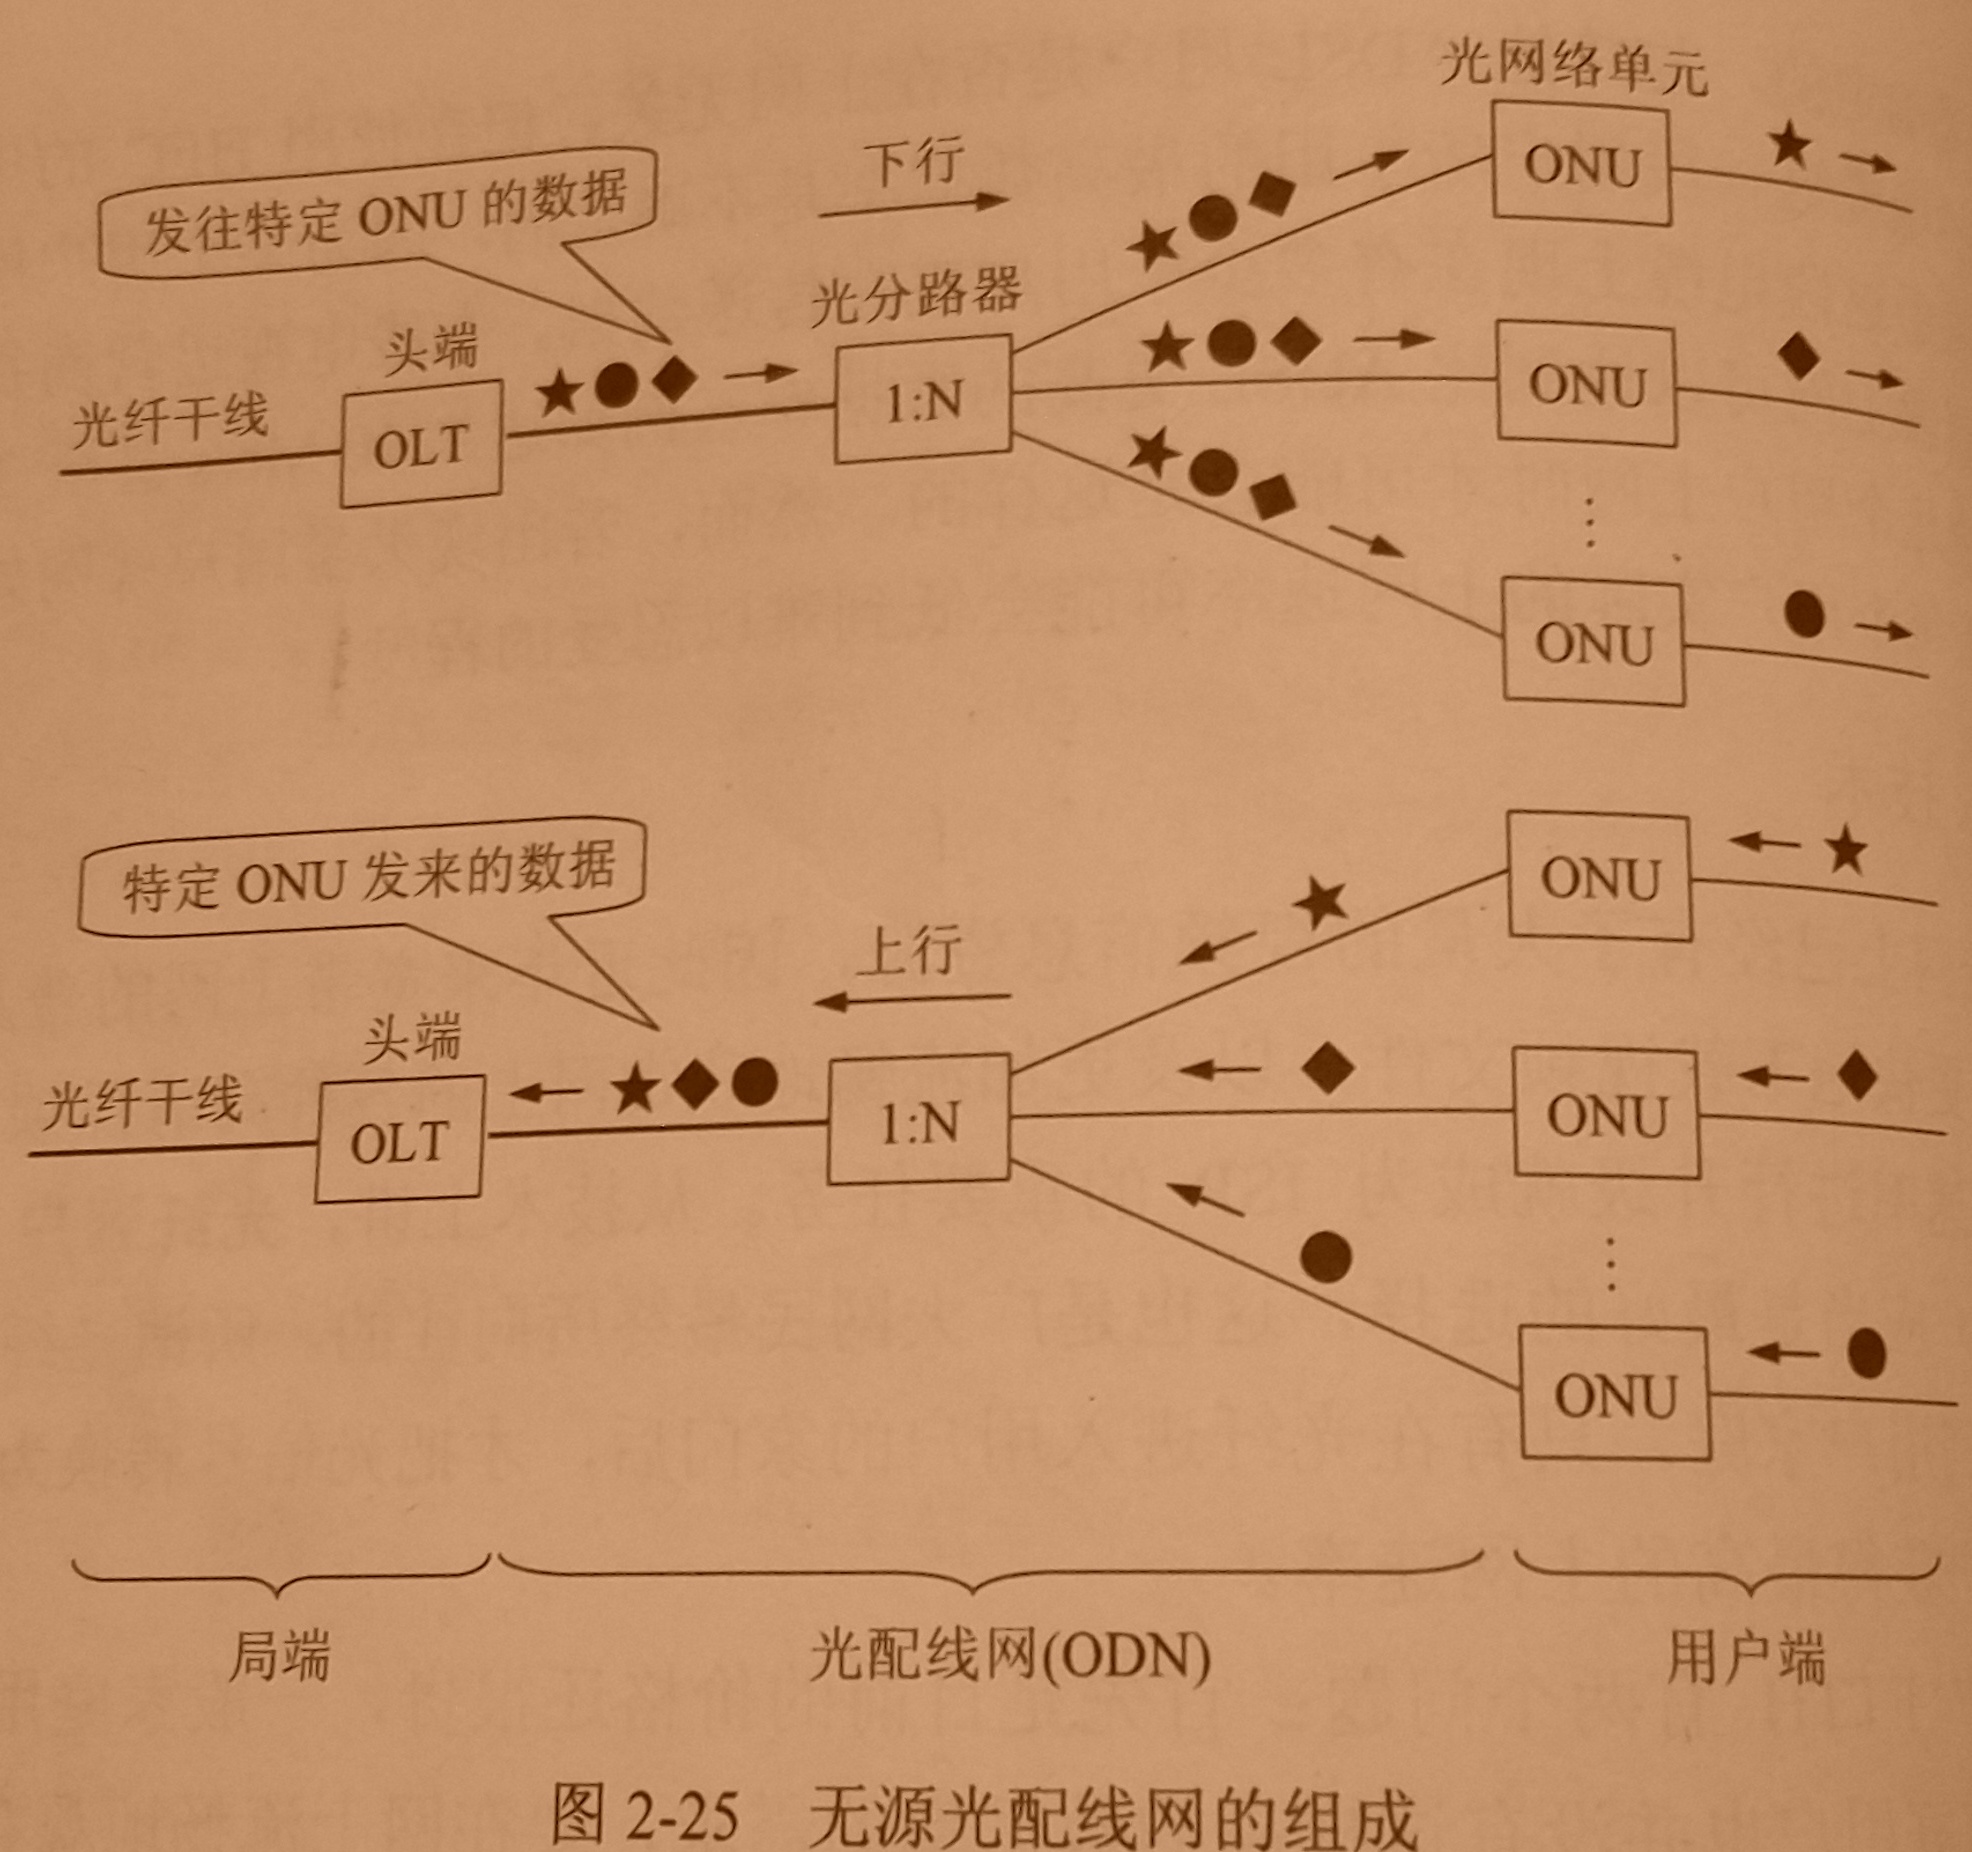 光网络单元
下行
ONU
发往特定 ONU 的数据
光分路器
头端
光纤干线
OLT
1:N
ONU
ONU
特定 ONU 发来的数据
上行
ONU
头端
光纤干线
OLT
1:N
ONU
ONU
局端
光配线网(ODN)
用户端
图 2-25 无源光配线网的组成